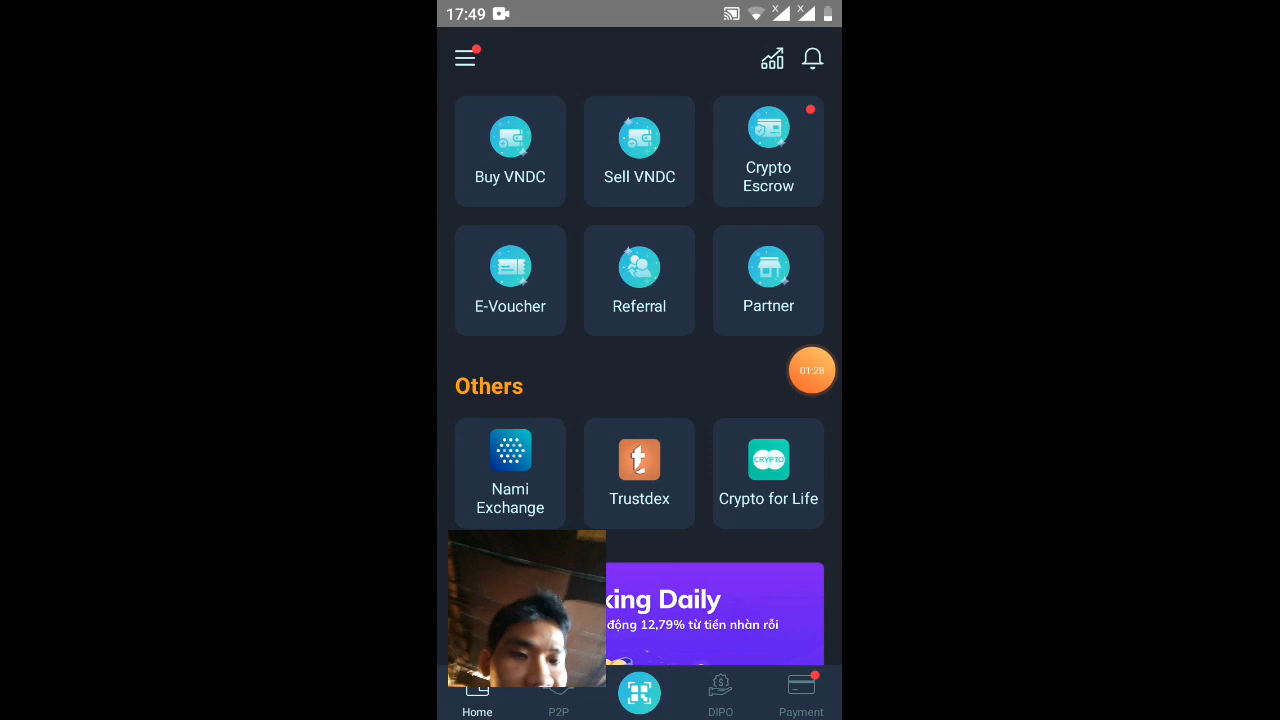 17:49
Buy VNDC
Sell VNDC
Crypto
Escrow
E-Voucher
Referral
Partner
01:28
Others
Nami
Exchange
Trustdex
CRYPTO
Crypto for Life
king Daily
động 12,79% từ tiền nhàn rỗi
Home
P2P
DIPO
Payment